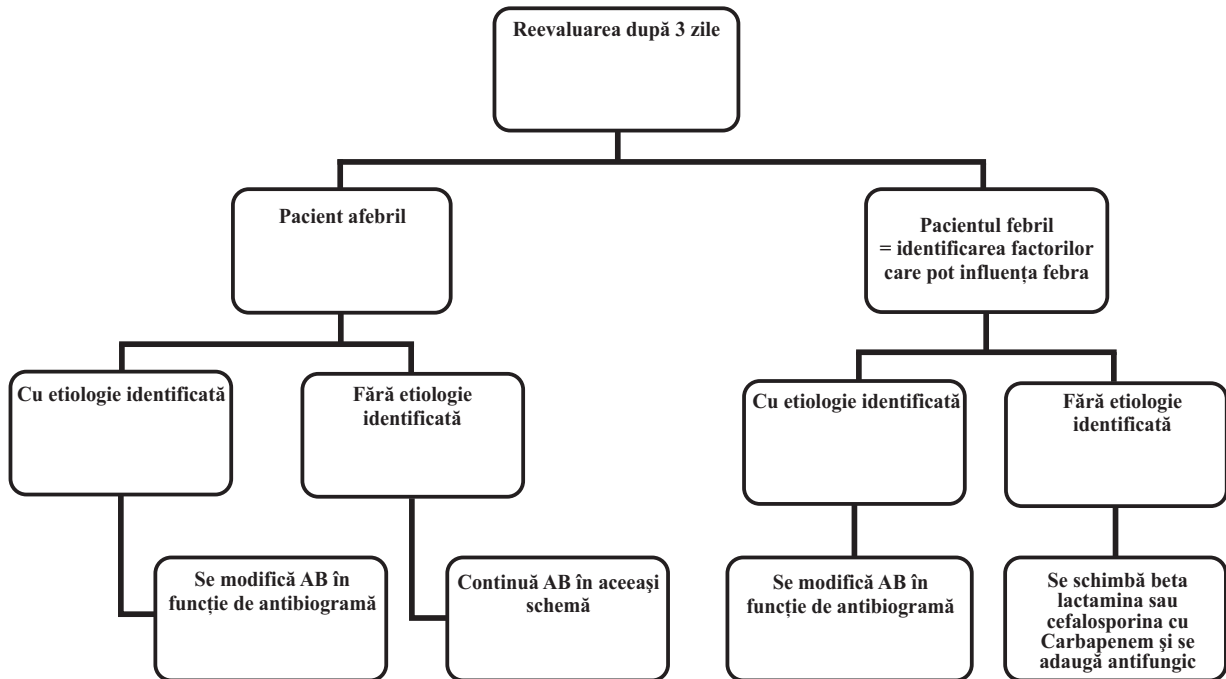 Reevaluarea după 3 zile
Pacient afebril
Pacientul febril
= identificarea factorilor
care pot influența febra
Cu etiologie identificată
Fără etiologie
identificată
Cu etiologie identificată
Fără etiologie
identificată
Se modifică AB în
funcție de antibiogramă
Continuă AB în aceeași
schemă
Se modifică AB în
funcție de antibiogramă
Se schimbă beta
lactamina sau
cefalosporina cu
Carbapenem și se
adaugă antifungic